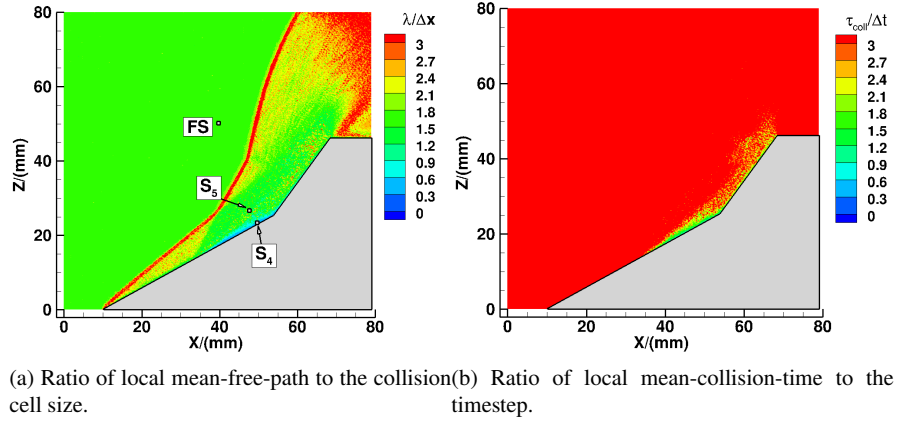 λ/Δx
3
2.7
2.4
2.1
1.8
1.5
1.2
0.9
0.6
0.3
0
80
60
40
20
0
Z/(mm)
FS
S5
S4
0 20 40 60 80
X/(mm)
τcoll/Δt
3
2.7
2.4
2.1
1.8
1.5
1.2
0.9
0.6
0.3
0
80
60
40
20
0
Z/(mm)
0 20 40 60 80
X/(mm)
(a) Ratio of local mean-free-path to the collision
cell size.
(b) Ratio of local mean-collision-time to the
timestep.